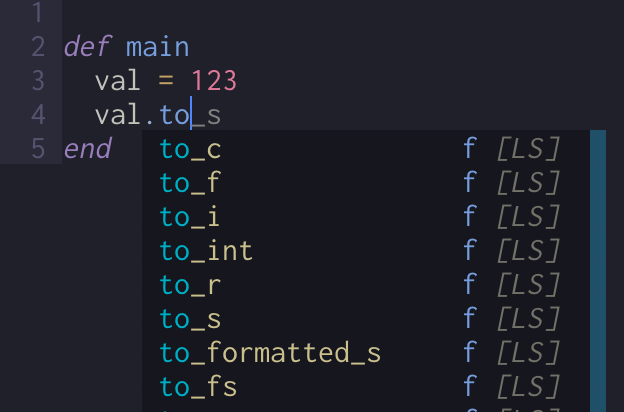 1
2 def main
3   val = 123
4   val.to_s
5 end
to_c f [LS]
to_f f [LS]
to_i f [LS]
to_int f [LS]
to_r f [LS]
to_s f [LS]
to_formatted_s f [LS]
to_fs f [LS]